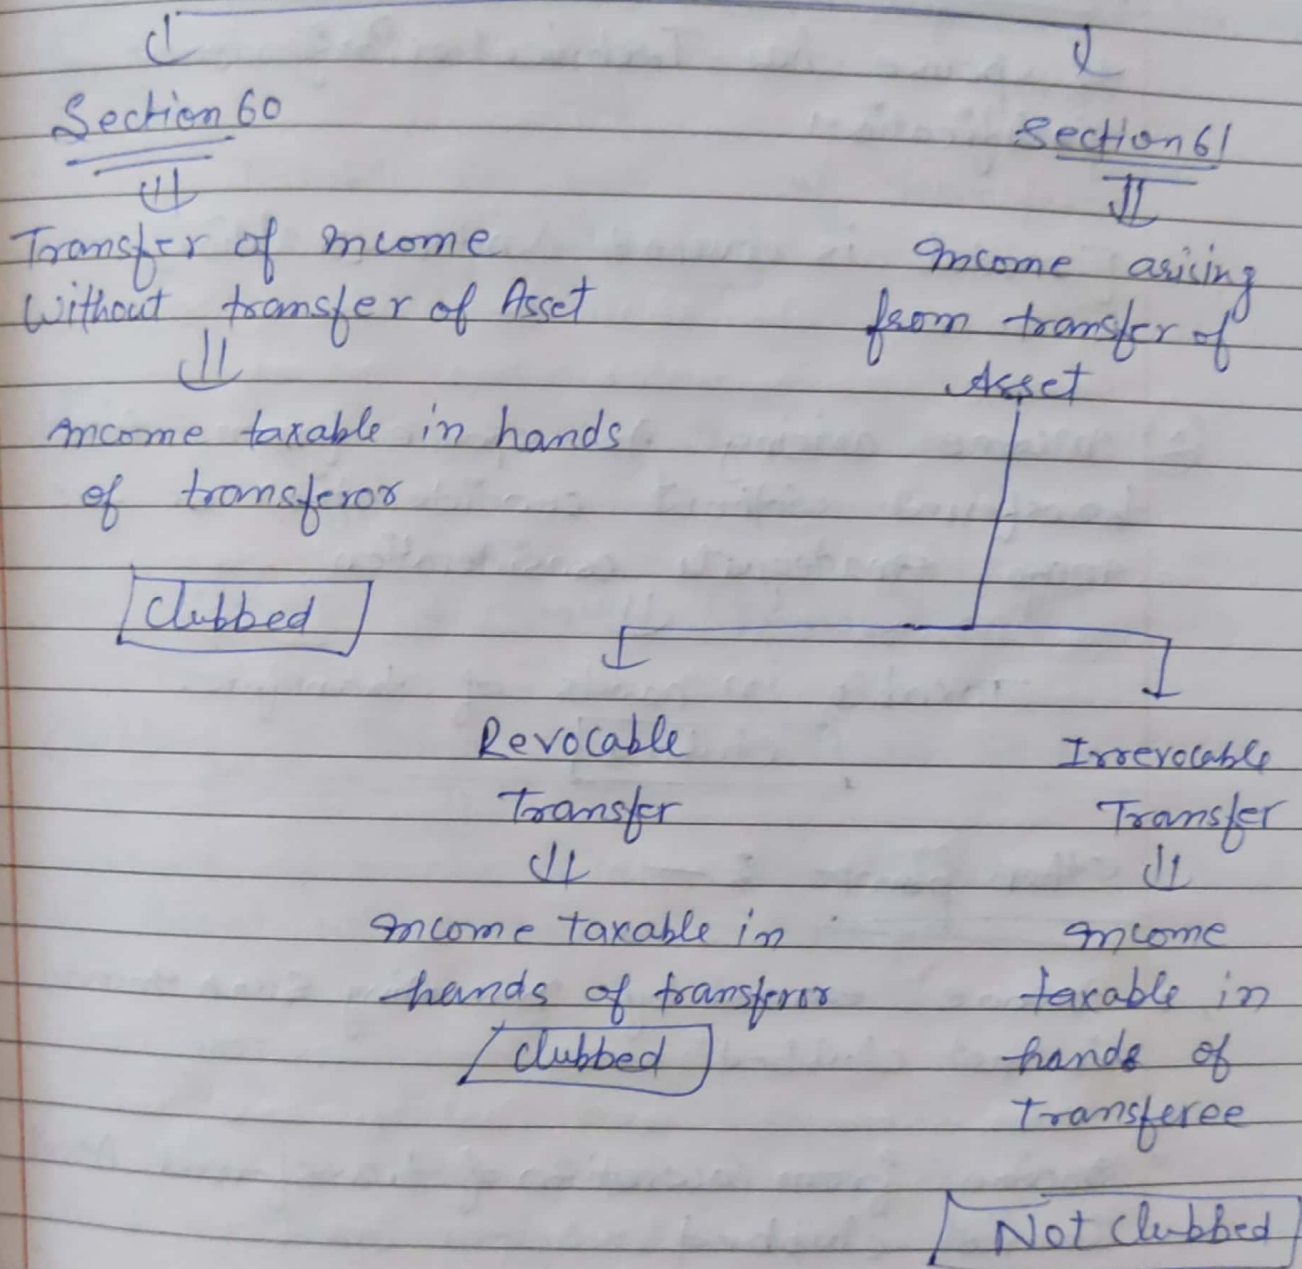 Section 60
Transfer of Income
Without transfer of Asset
Income taxable in hands
of transferor
Clubbed
Section 61
Income arising
from transfer of
Asset
Revocable
Transfer
Income taxable in
hands of transferor
Clubbed
Irrevocable
Transfer
Income
taxable in
hands of
Transferee
Not Clubbed